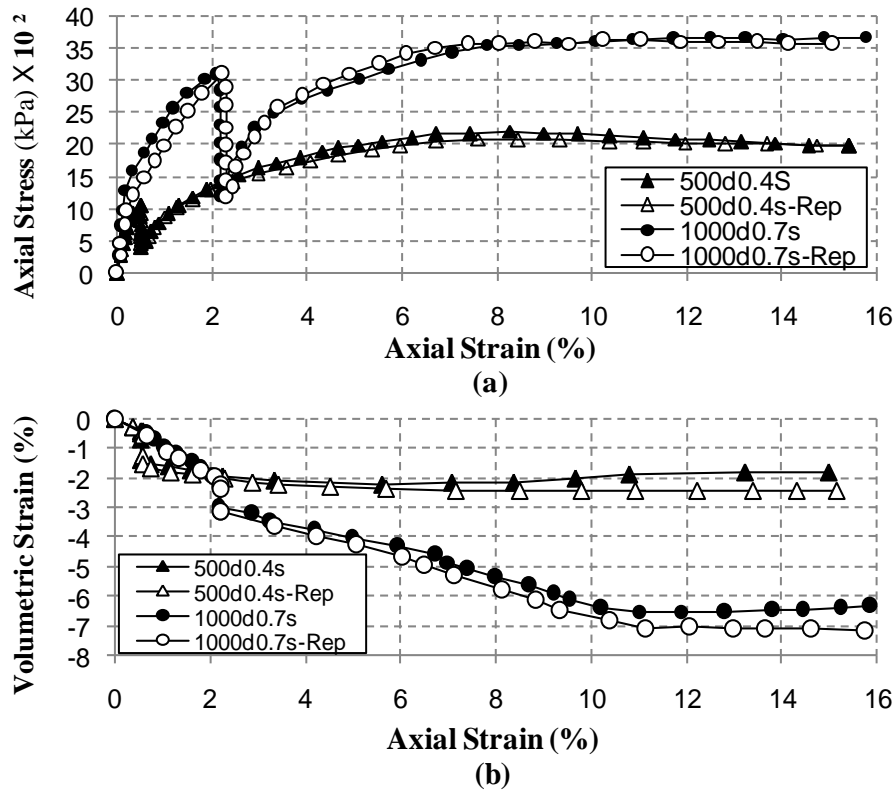 Axial Stress (kPa) X 10 2
40
35
30
25
20
15
10
5
0
500d0.4S
500d0.4s-Rep
1000d0.7s
1000d0.7s-Rep
0 2 4 6 8 10 12 14 16
Axial Strain (%)
(a)
Volumetric Strain (%)
0
-1
-2
-3
-4
-5
-6
-7
-8
500d0.4s
500d0.4s-Rep
1000d0.7s
1000d0.7s-Rep
0 2 4 6 8 10 12 14 16
Axial Strain (%)
(b)